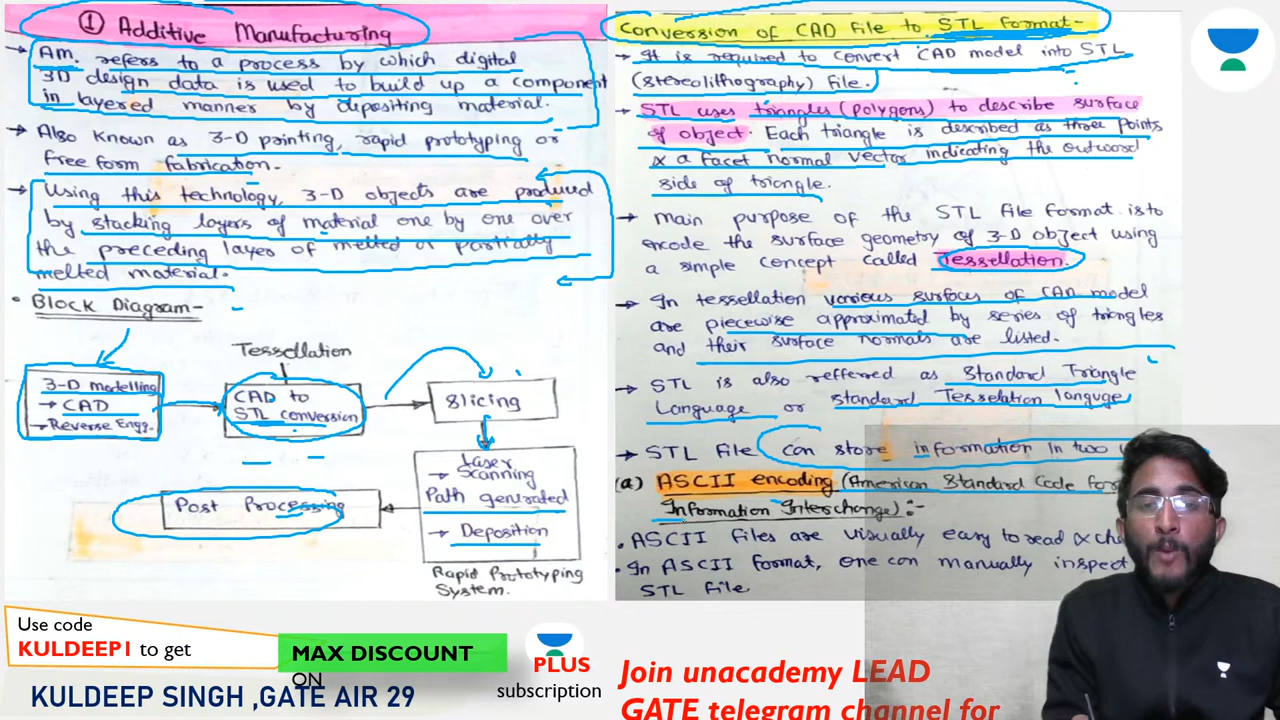 ① Additive Manufacturing
→ Am. refers to a process by which digital
3D design data is used to build up a component
in layered manner by depositing material.
→ Also known as 3-D printing, rapid prototyping or
free form fabrication.
→ Using this technology, 3-D objects are produced
by stacking layers of material one by one over
the preceding layer of melted or partially
melted material.
• Block Diagram-
Tessellation
3-D modelling
→ CAD
→ Reverse Engg.
CAD to
STL conversion
Slicing
Laser
→ Scanning
Path generated
→ Deposition
Post Processing
Rapid Prototyping
System.
Conversion of CAD file to STL format-
→ It is required to convert CAD model into STL
(stereolithography) file.
→ STL uses triangles (polygons) to describe surface
of object. Each triangle is described as three points
& a facet normal vector indicating the outward
side of triangle.
→ Main purpose of the STL file format is to
encode the surface geometry of 3-D object using
a simple concept called Tessellation.
→ In tessellation various surfaces of CAD model
are piecewise approximated by series of triangles
and their surface normals are listed.
→ STL is also reffered as Standard Triangle
Language or standard Tesselation languge
→ STL file can store information in two
(a) ASCII encoding (American Standard Code for
Information Interchange):-
• ASCII files are visually easy to read &
• In ASCII format, one can manually inspect
STL file
Use code
KULDEEP1 to get
MAX DISCOUNT
ON
PLUS
subscription
KULDEEP SINGH ,GATE AIR 29
Join unacademy LEAD
GATE telegram channel for